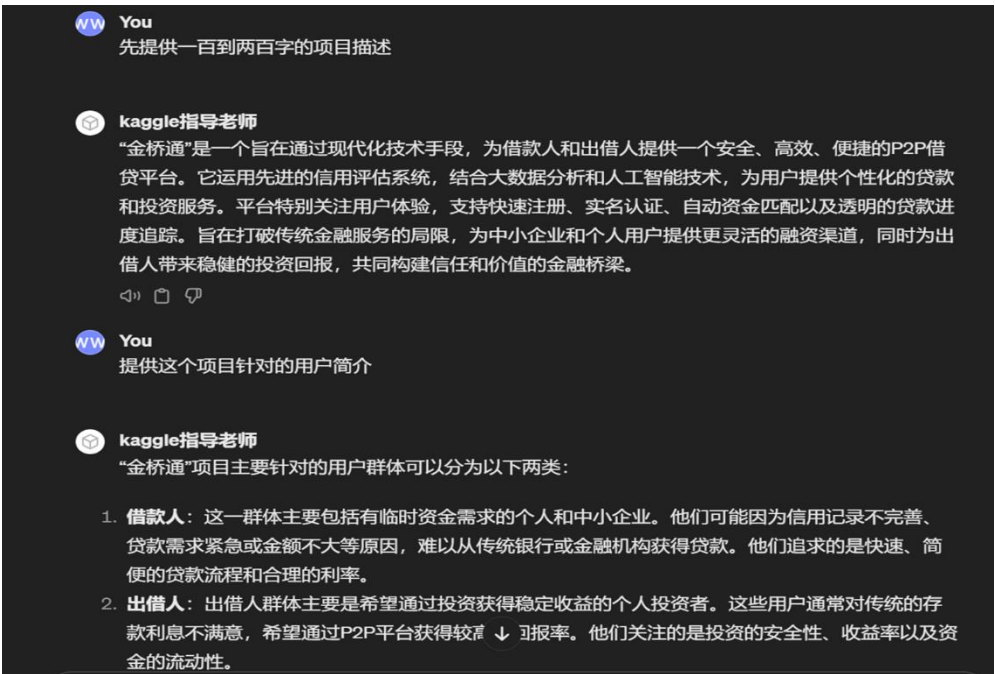 WW You
先提供一百到两百字的项目描述
kaggle指导老师
“金桥通”是一个旨在通过现代化技术手段，为借款人和出借人提供一个安全、高效、便捷的P2P借
贷平台。它运用先进的信用评估系统，结合大数据分析和人工智能技术，为用户提供个性化的贷款
和投资服务。平台特别关注用户体验，支持快速注册、实名认证、自动资金匹配以及透明的贷款进
度追踪。旨在打破传统金融服务的局限，为中小企业和个人用户提供更灵活的融资渠道，同时为出
借人带来稳健的投资回报，共同构建信任和价值的金融桥梁。
WW You
提供这个项目针对的用户简介
kaggle指导老师
“金桥通”项目主要针对的用户群体可以分为以下两类：
1. 借款人：这一群体主要包括有临时资金需求的个人和中小企业。他们可能因为信用记录不完善、
贷款需求紧急或金额不大等原因，难以从传统银行或金融机构获得贷款。他们追求的是快速、简
便的贷款流程和合理的利率。
2. 出借人：出借人群体主要是希望通过投资获得稳定收益的个人投资者。这些用户通常对传统的存
款利息不满意，希望通过P2P平台获得较 报率。他们关注的是投资的安全性、收益率以及资
金的流动性。